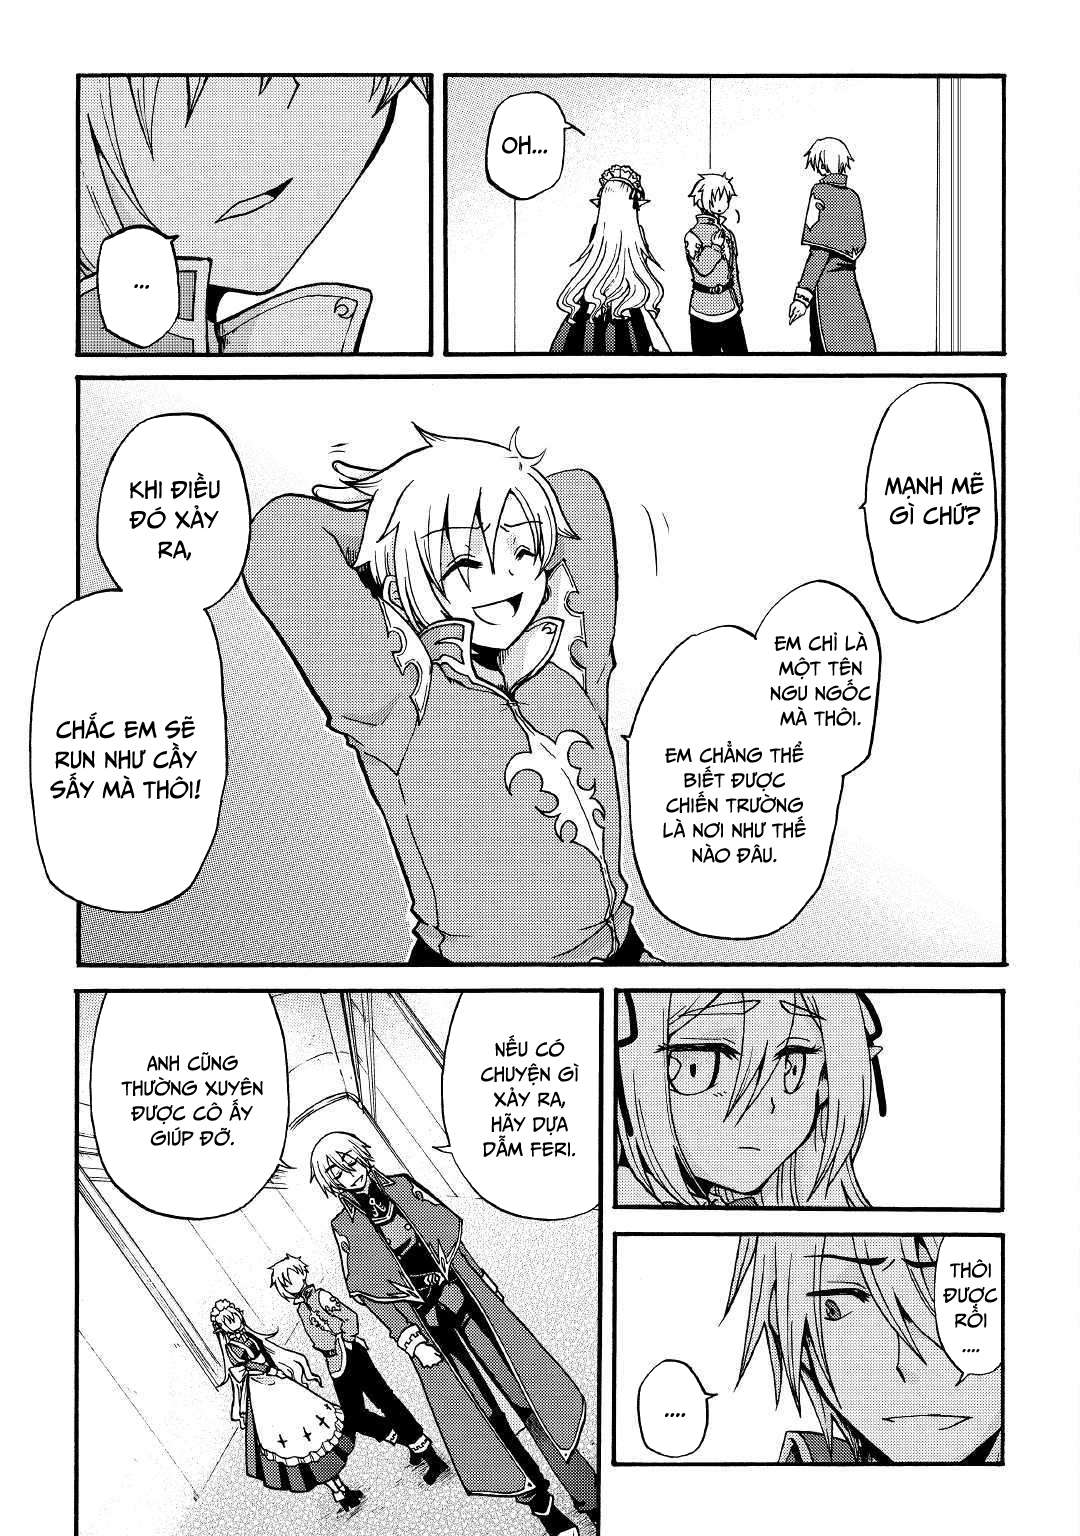 OH...
...
MẠNH MẼ
GÌ CHỨ?
EM CHỈ LÀ
MỘT TÊN
NGU NGỐC
MÀ THÔI.
EM CHẲNG THỂ
BIẾT ĐƯỢC
CHIẾN TRƯỜNG
LÀ NƠI NHƯ THẾ
NÀO ĐÂU.
KHI ĐIỀU
ĐÓ XẢY
RA,
CHẮC EM SẼ
RUN NHƯ CẦY
SẤY MÀ THÔI!
THÔI
ĐƯỢC
RỒI
....
....
NẾU CÓ
CHUYỆN GÌ
XẢY RA,
HÃY DỰA
DẪM FERI.
ANH CŨNG
THƯỜNG XUYÊN
ĐƯỢC CÔ ẤY
GIÚP ĐỠ.